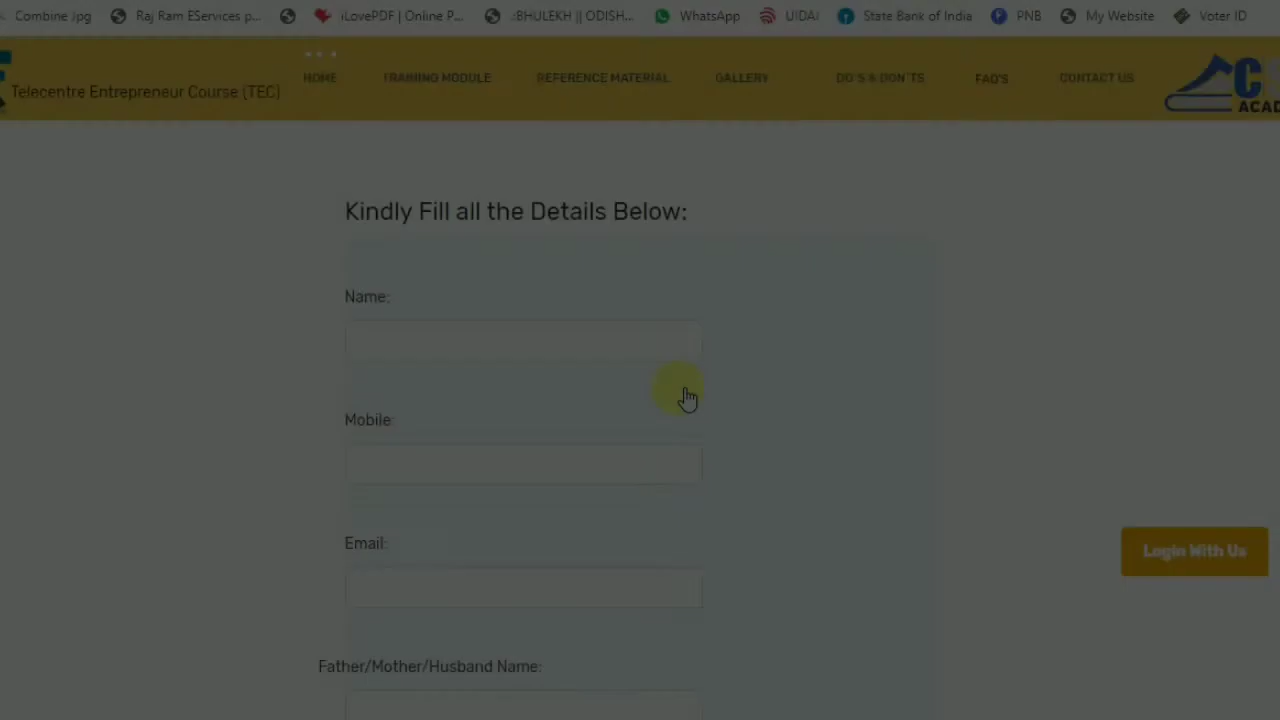 Combine Jpg Raj Ram EServices p... iLovePDF | Online P... .:BHULEKH || ODISH... WhatsApp UIDAI State Bank of India PNB My Website Voter ID
HOME TRAINING MODULE REFERENCE MATERIAL GALLERY DO'S & DON'TS FAQ'S CONTACT US
Telecentre Entrepreneur Course (TEC)
Kindly Fill all the Details Below:
Name:
Mobile:
Email:
Login With Us
Father/Mother/Husband Name: